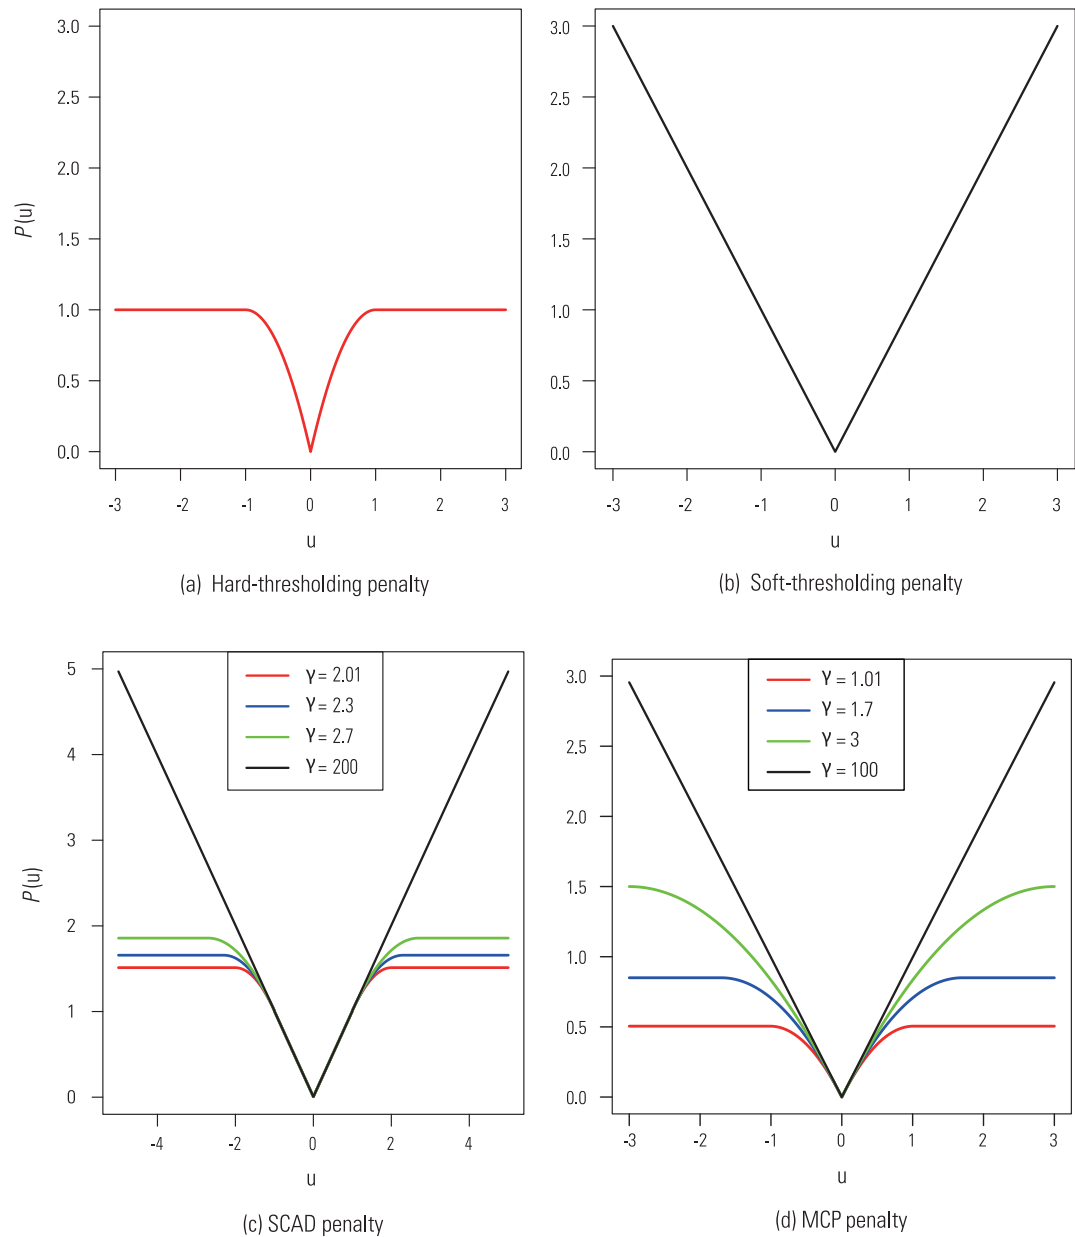 3.0
2.5
2.0
1.5
1.0
0.5
0.0
P(u)
-3 -2 -1 0 1 2 3
u
(a) Hard-thresholding penalty
3.0
2.5
2.0
1.5
1.0
0.5
0.0
-3 -2 -1 0 1 2 3
u
(b) Soft-thresholding penalty
5
4
3
2
1
0
P(u)
γ = 2.01
γ = 2.3
γ = 2.7
γ = 200
-4 -2 0 2 4
u
(c) SCAD penalty
3.0
2.5
2.0
1.5
1.0
0.5
0.0
γ = 1.01
γ = 1.7
γ = 3
γ = 100
-3 -2 -1 0 1 2 3
u
(d) MCP penalty